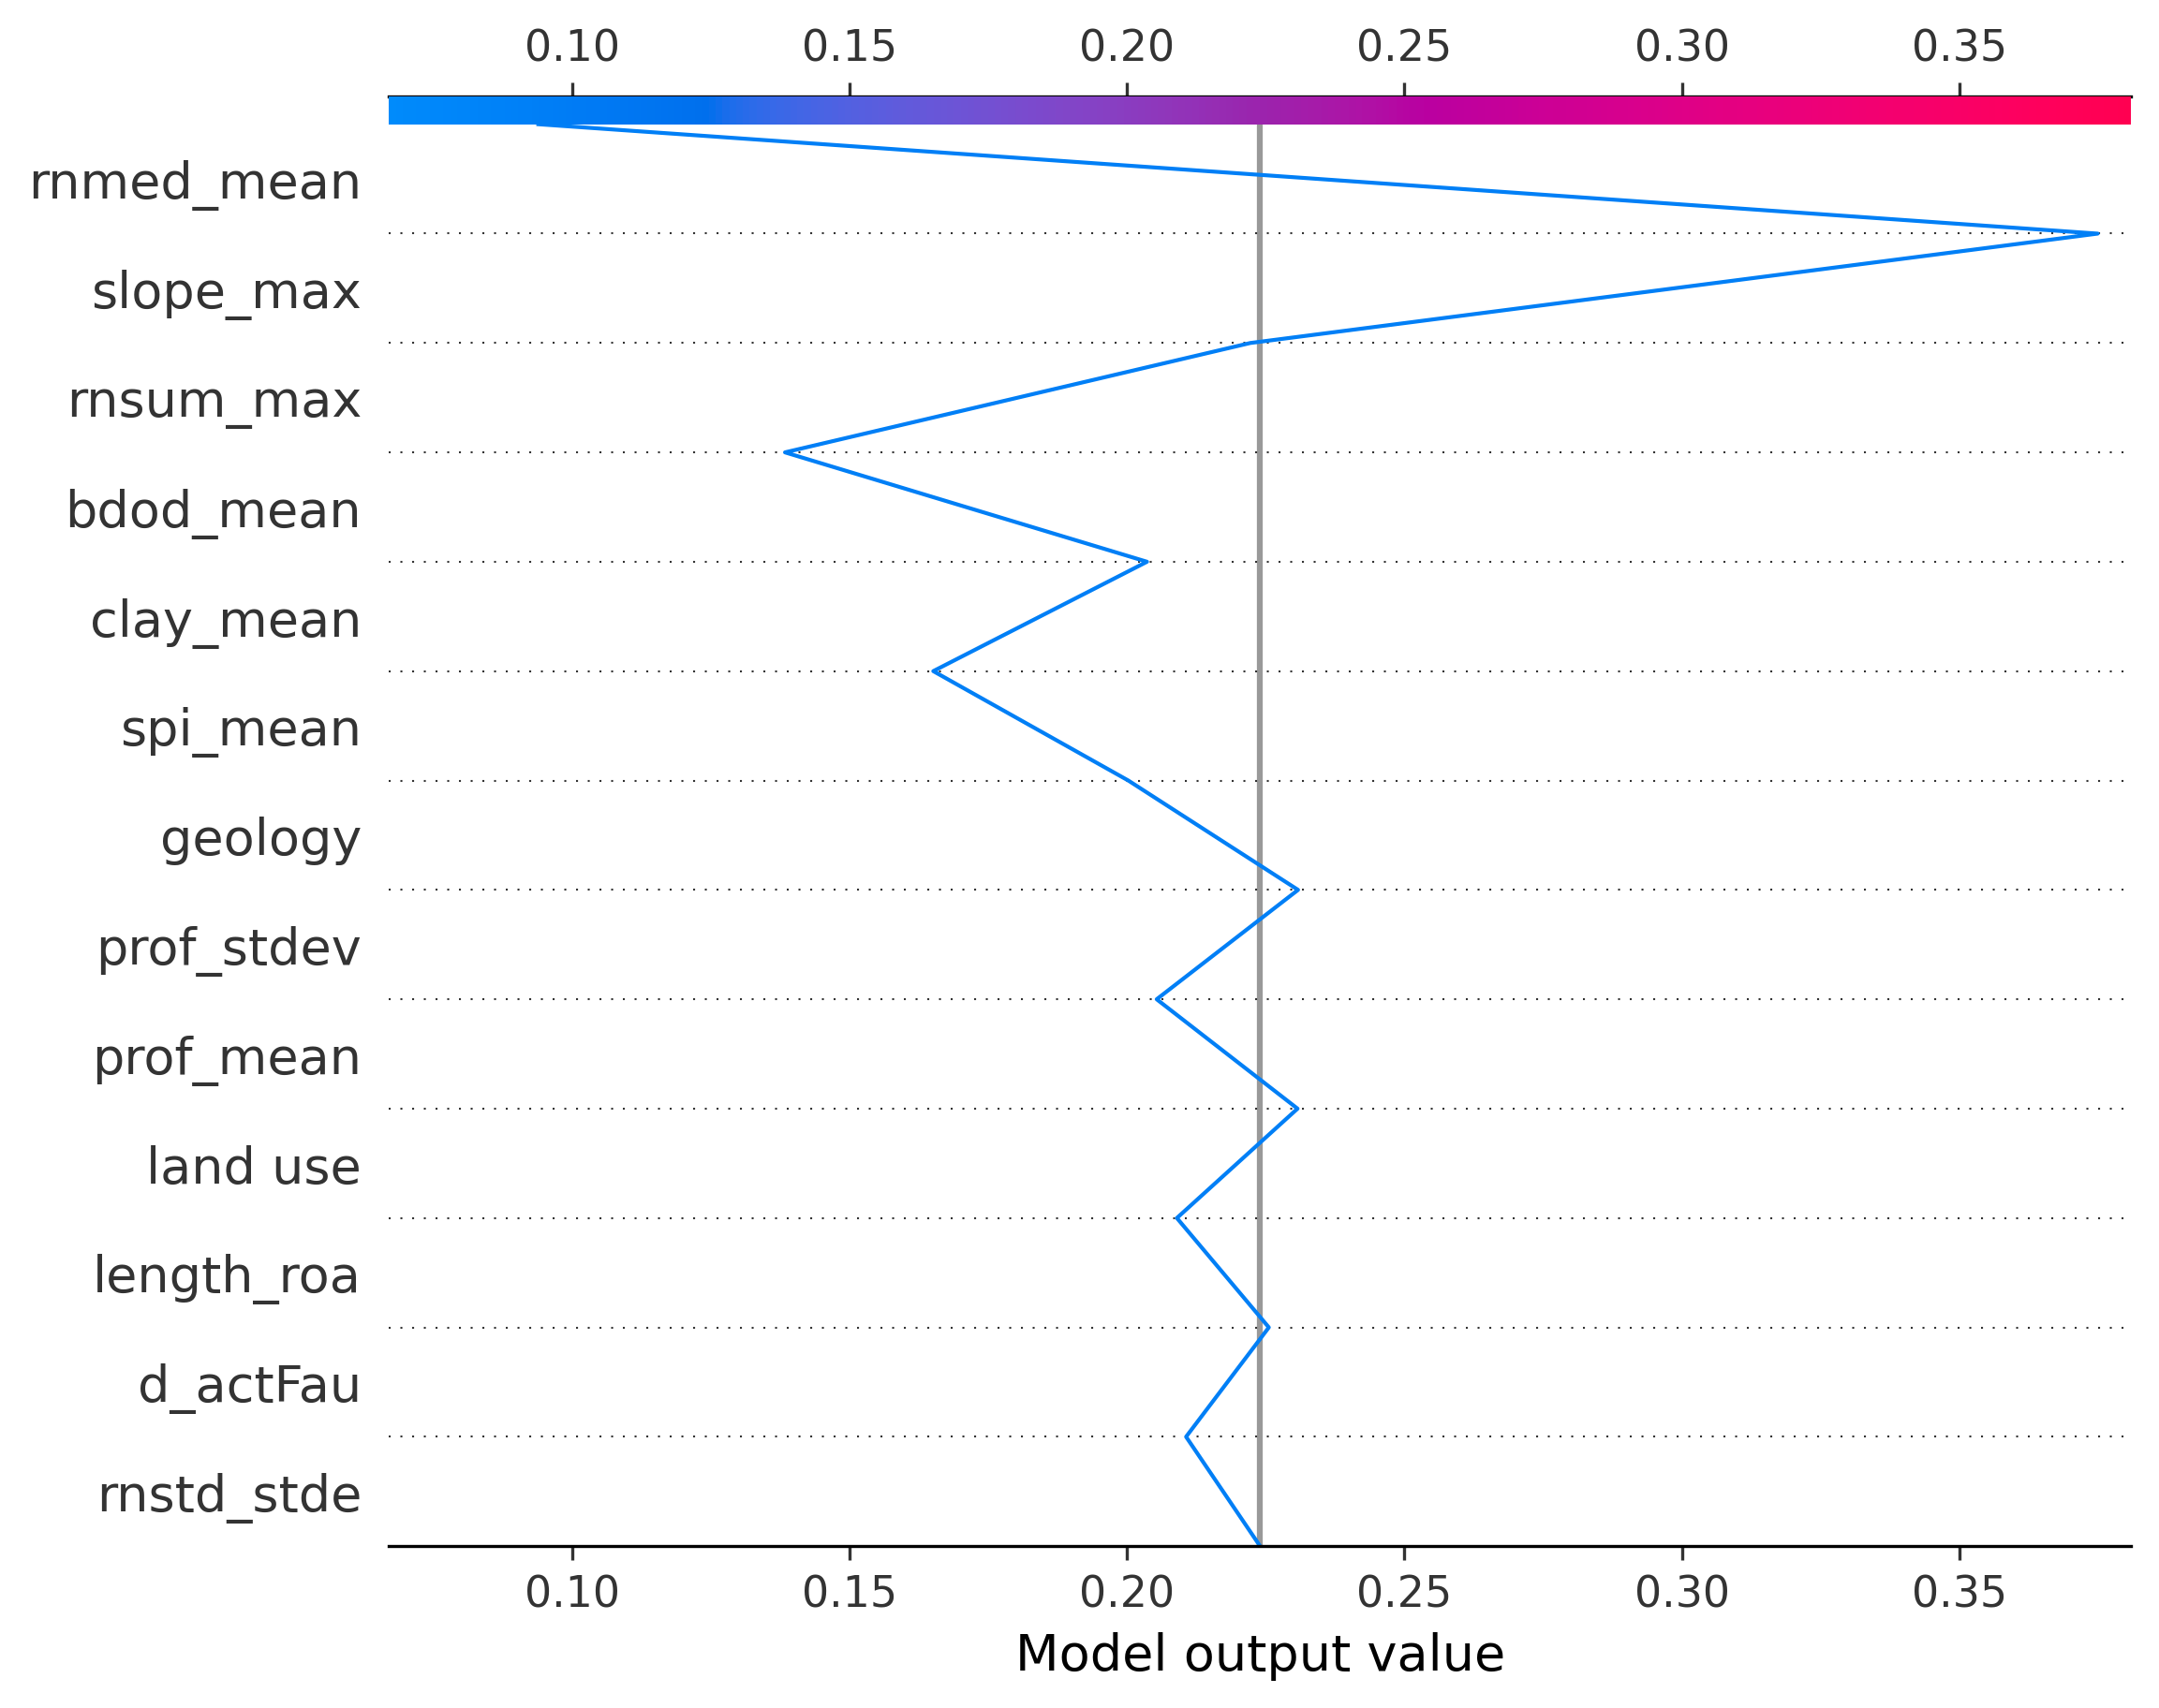 0.10 0.15 0.20 0.25 0.30 0.35
rnmed_mean
slope_max
rnsum_max
bdod_mean
clay_mean
spi_mean
geology
prof_stdev
prof_mean
land use
length_roa
d_actFau
rnstd_stde
0.10 0.15 0.20 0.25 0.30 0.35
Model output value